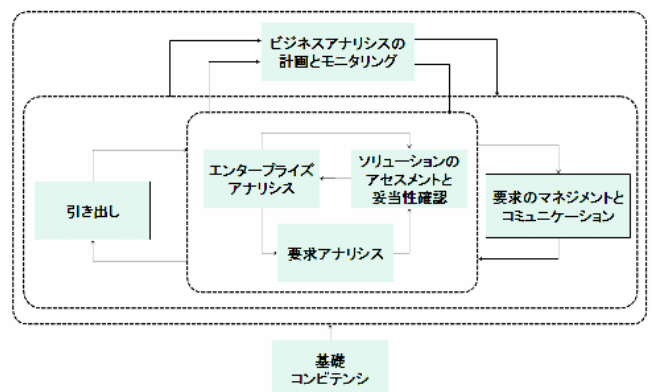 ビジネスアナリシスの
計画とモニタリング
エンタープライズ
アナリシス
ソリューションの
アセスメントと
妥当性確認
引き出し
要求のマネジメントと
コミュニケーション
要求アナリシス
基礎
コンピテンシ